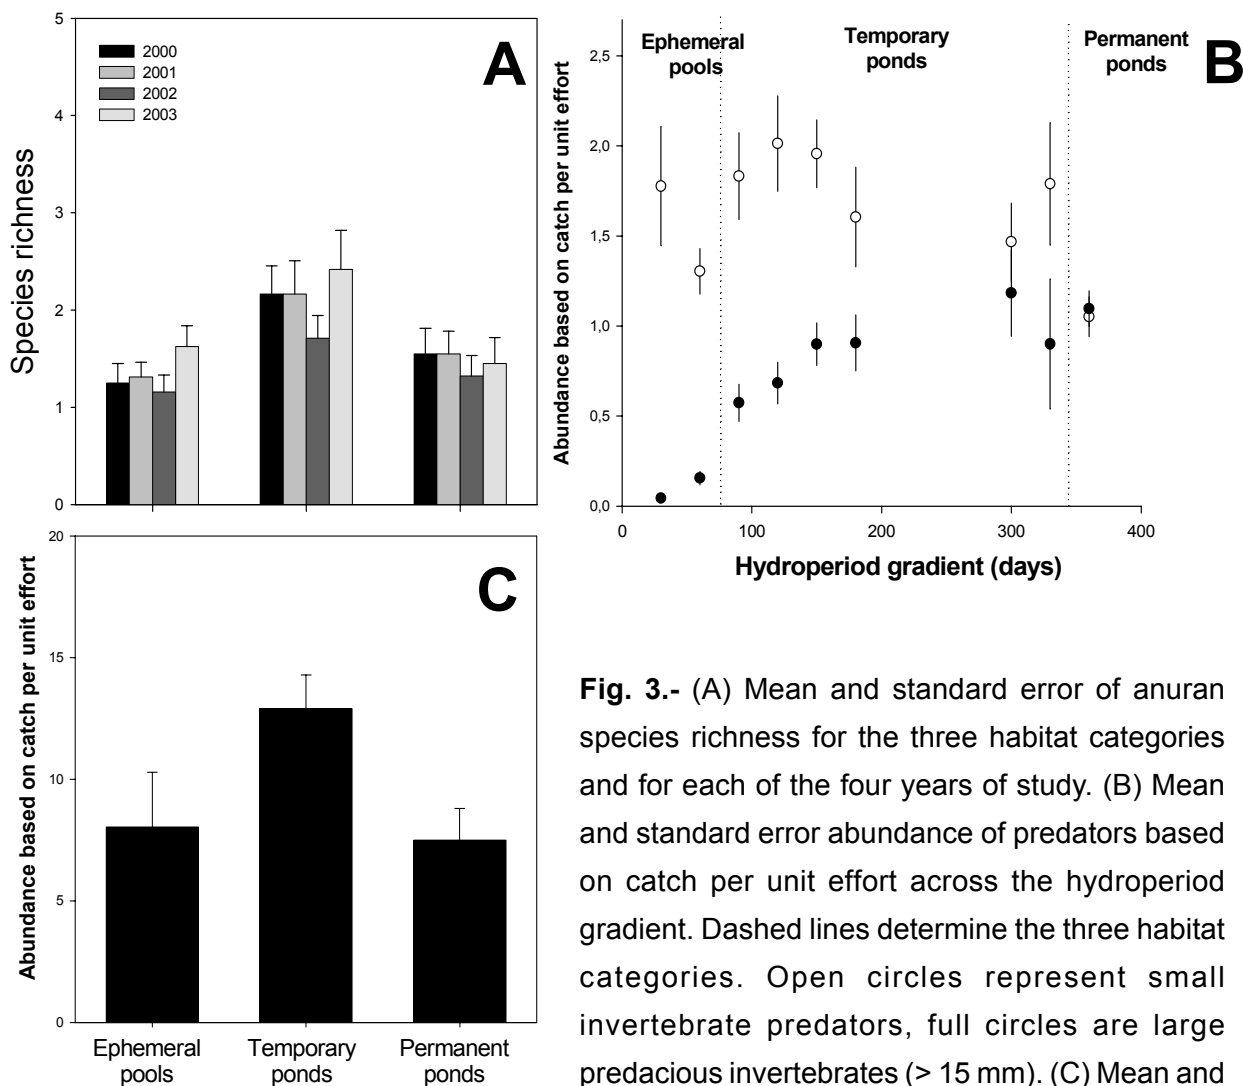 5
4
3
2
1
0
Species richness
2000
2001
2002
2003
A
2,5
2,0
1,5
1,0
0,5
0,0
Abundance based on catch per unit effort
Ephemeral
pools
Temporary
ponds
Permanent
ponds
B
0 100 200 300 400
Hydroperiod gradient (days)
20
15
10
5
0
Abundance based on catch per unit effort
C
Ephemeral
pools
Temporary
ponds
Permanent
ponds
Fig. 3.- (A) Mean and standard error of anuran
species richness for the three habitat categories
and for each of the four years of study. (B) Mean
and standard error abundance of predators based
on catch per unit effort across the hydroperiod
gradient. Dashed lines determine the three habitat
categories. Open circles represent small
invertebrate predators, full circles are large
predacious invertebrates (> 15 mm). (C) Mean and